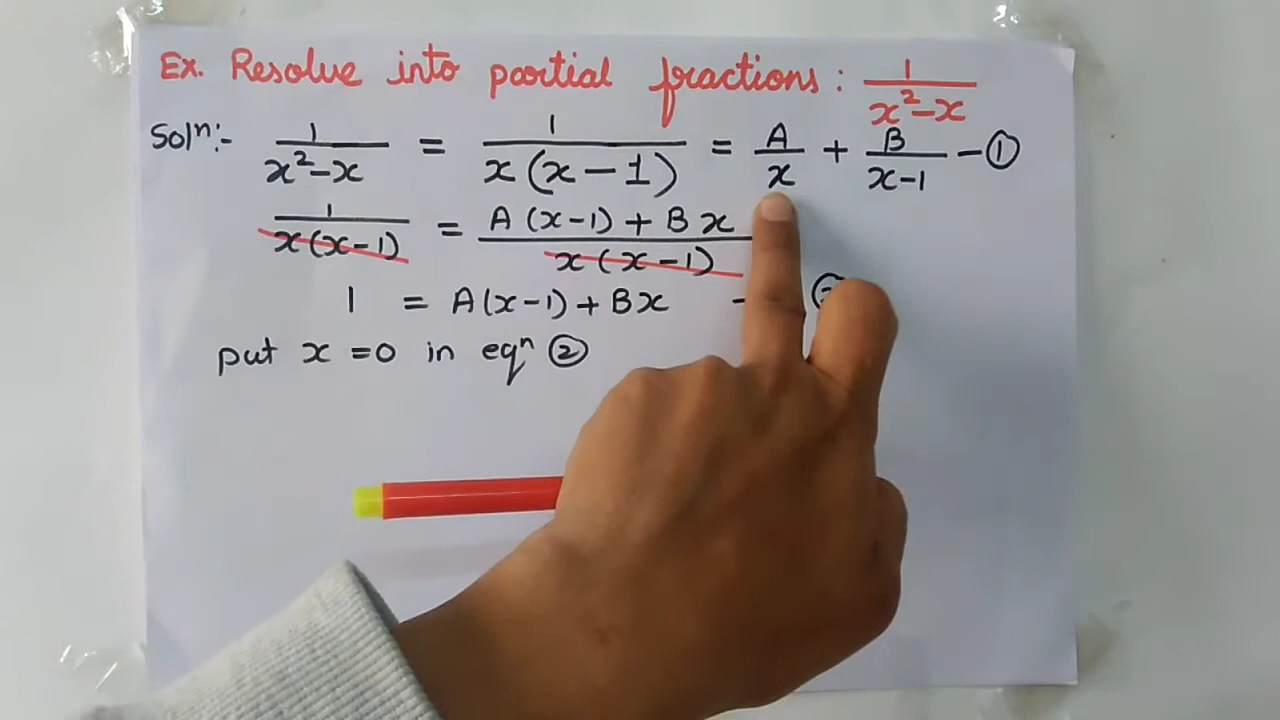 Ex. Resolve into partial fractions : 1/(x²-x)
Solⁿ:- 1/(x²-x) = 1/(x(x-1)) = A/x + B/(x-1) - ①
1/(x(x-1)) = (A(x-1) + Bx)/(x(x-1))
1 = A(x-1) + Bx -
put x = 0 in eqⁿ ②